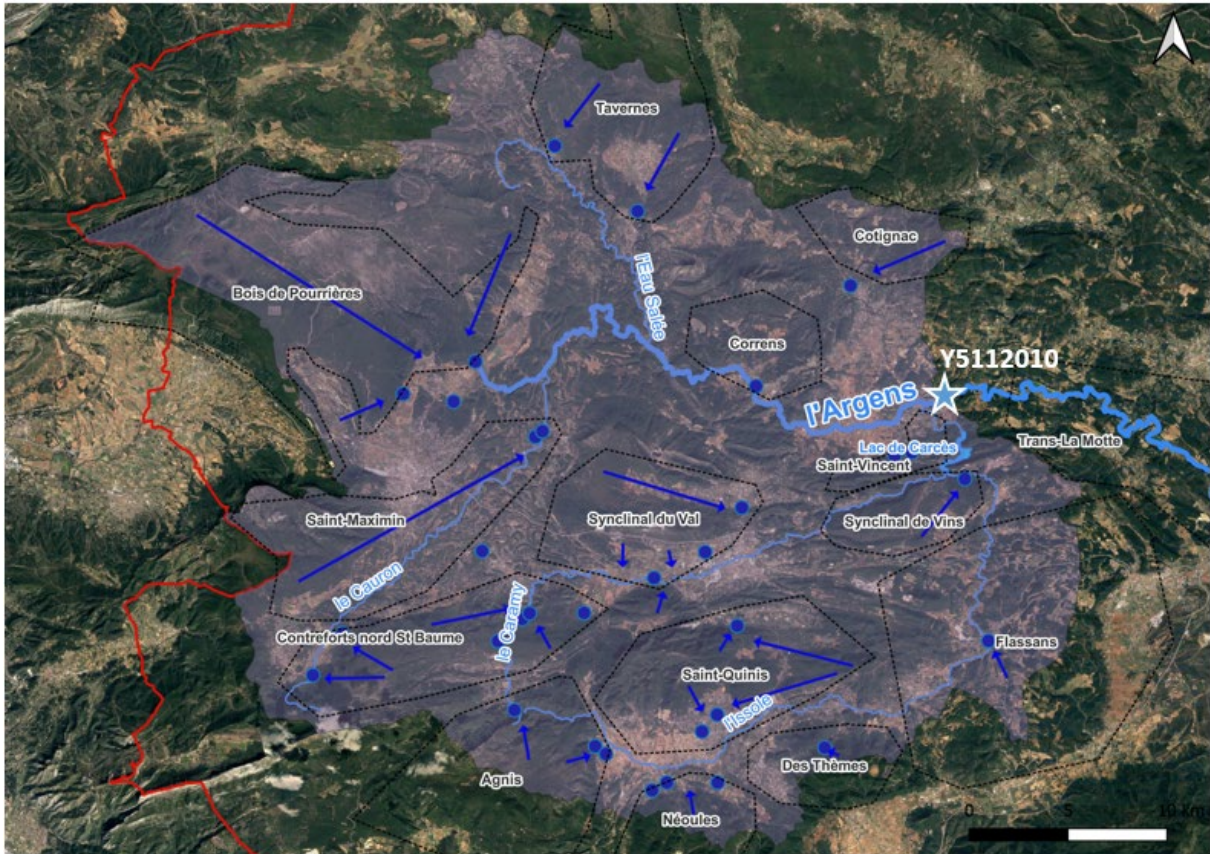 Tavernes
Cotignac
l'Eau Salée
Bois de Pourrières
Correns
Y5112010
l'Argens
Trans-La Motte
Lac de Carcès
Saint-Vincent
Saint-Maximin
Synclinal du Val
Synclinal de Vins
le Cauron
le Caramy
Contreforts nord St Baume
Flassans
Saint-Quinis
l'Issole
Des Thèmes
Agnis
Néoules
0 5 10 Km